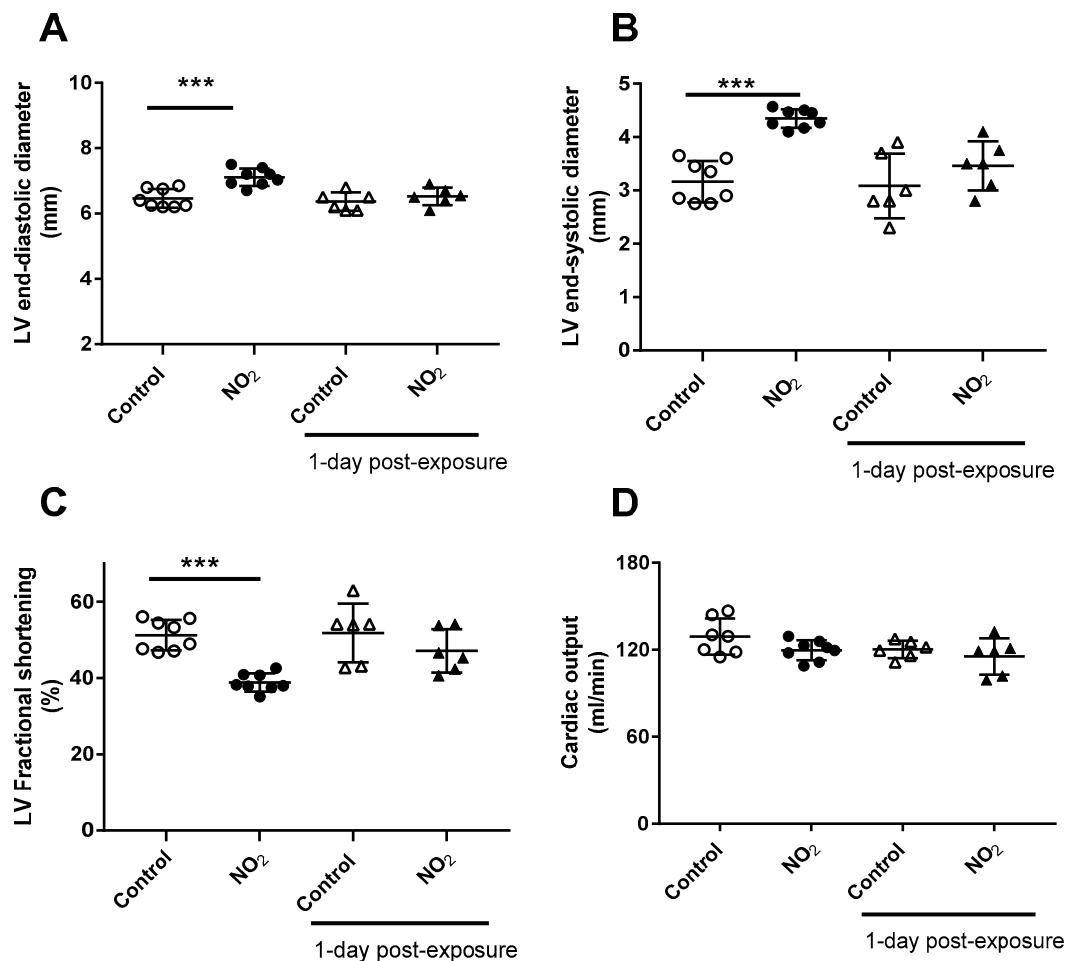 A
LV end-diastolic diameter
(mm)
10
8
6
4
2
***
Control
NO₂
Control
NO₂
1-day post-exposure
B
LV end-systolic diameter
(mm)
5
4
3
2
1
0
***
Control
NO₂
Control
NO₂
1-day post-exposure
C
LV Fractional shortening
(%)
60
40
20
0
***
Control
NO₂
Control
NO₂
1-day post-exposure
D
Cardiac output
(ml/min)
180
120
60
0
Control
NO₂
Control
NO₂
1-day post-exposure